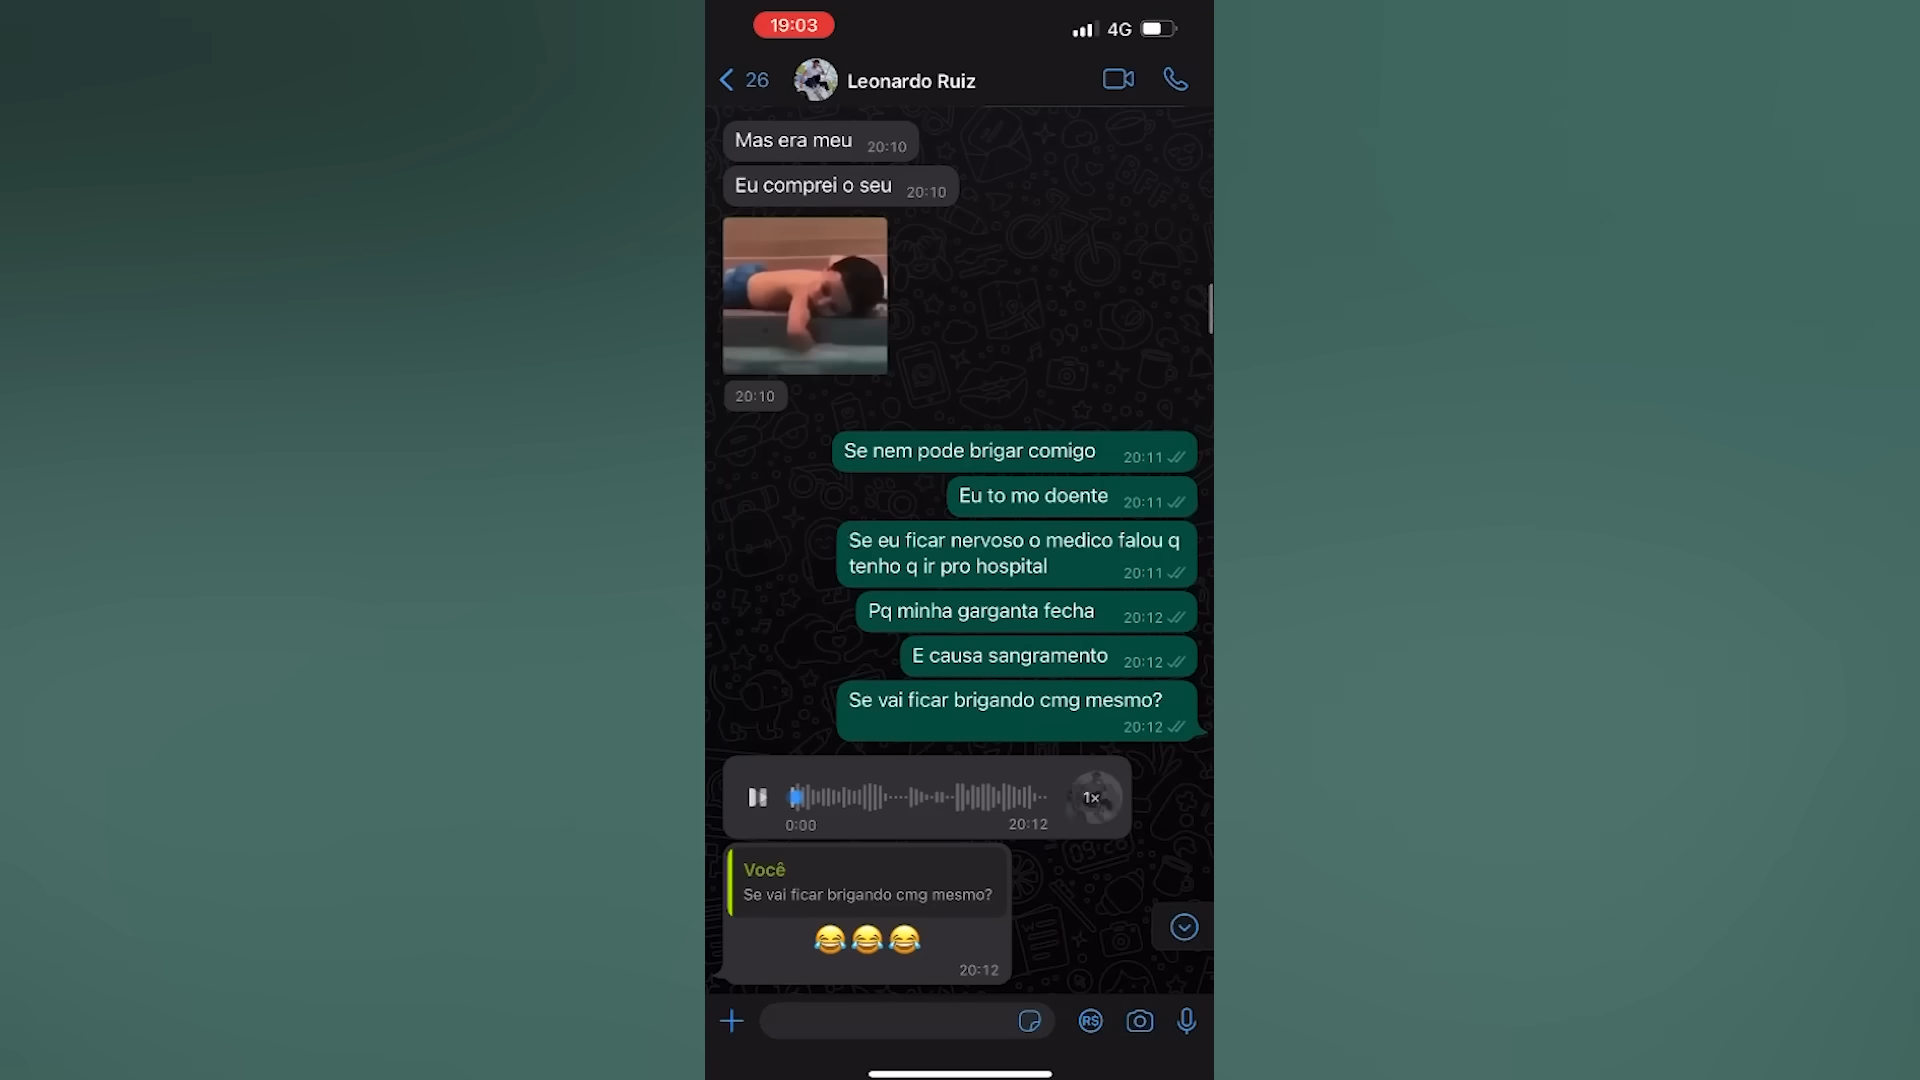 19:03
4G
26
Leonardo Ruiz
Mas era meu 20:10
Eu comprei o seu 20:10
20:10
Se nem pode brigar comigo 20:11
Eu to mo doente 20:11
Se eu ficar nervoso o medico falou q
tenho q ir pro hospital 20:11
Pq minha garganta fecha 20:12
E causa sangramento 20:12
Se vai ficar brigando cmg mesmo?
20:12
1x
0:00 20:12
Você
Se vai ficar brigando cmg mesmo?
😂😂😂
20:12
R$